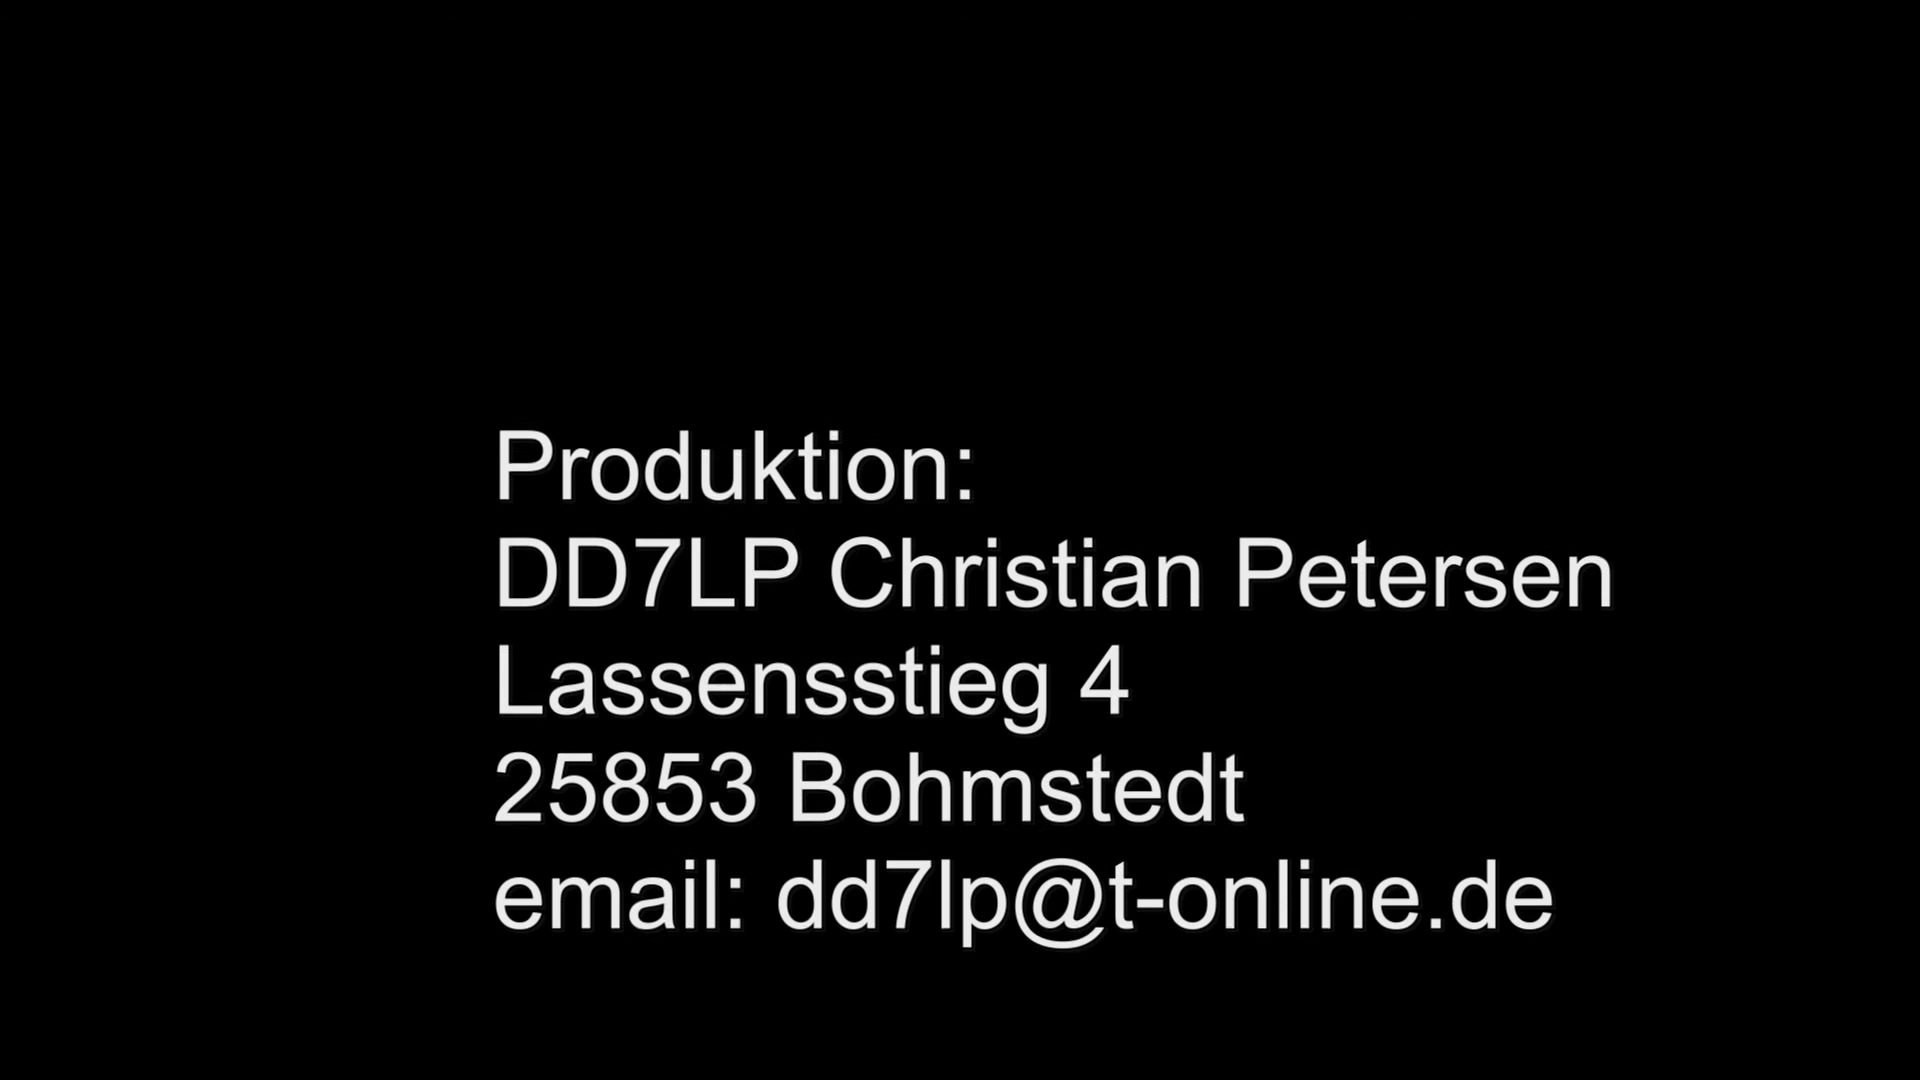 Produktion:
DD7LP Christian Petersen
Lassensstieg 4
25853 Bohmstedt
email: dd7lp@t-online.de